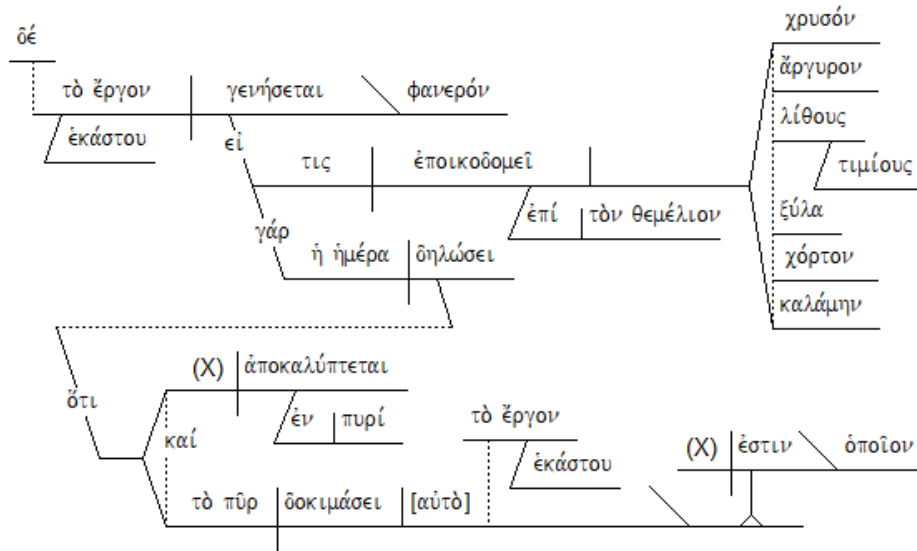 χρυσόν
δέ
ἄργυρον
τὸ ἔργον γενήσεται φανερόν
λίθους
ἑκάστου εἰ
τις ἐποικοδομεῖ τιμίους
ἐπί τὸν θεμέλιον ξύλα
γάρ
ἡ ἡμέρα δηλώσει χόρτον
καλάμην
(X) ἀποκαλύπτεται
ὅτι
ἐν πυρί τὸ ἔργον
καί (X) ἐστιν ὁποῖον
ἑκάστου
τὸ πῦρ δοκιμάσει [αὐτὸ]